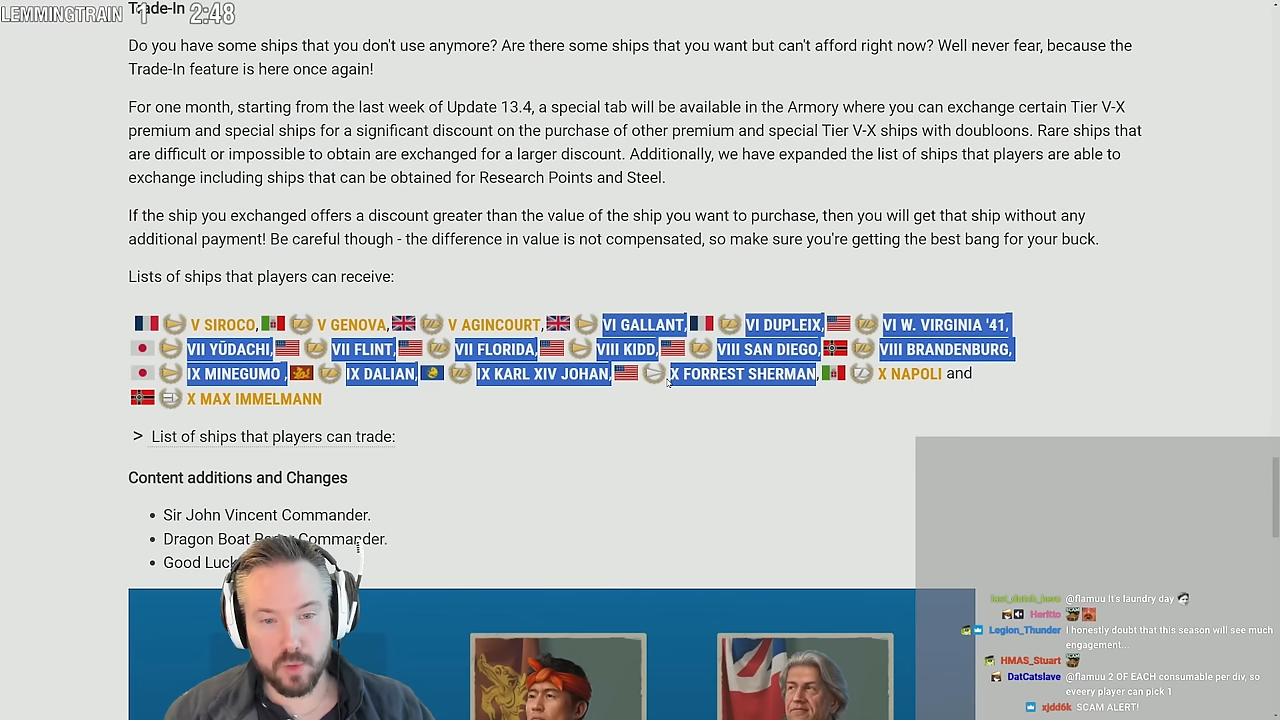 LEMMINGTRAIN 1 2:48
Trade-In
Do you have some ships that you don't use anymore? Are there some ships that you want but can't afford right now? Well never fear, because the
Trade-In feature is here once again!
For one month, starting from the last week of Update 13.4, a special tab will be available in the Armory where you can exchange certain Tier V-X
premium and special ships for a significant discount on the purchase of other premium and special Tier V-X ships with doubloons. Rare ships that
are difficult or impossible to obtain are exchanged for a larger discount. Additionally, we have expanded the list of ships that players are able to
exchange including ships that can be obtained for Research Points and Steel.
If the ship you exchanged offers a discount greater than the value of the ship you want to purchase, then you will get that ship without any
additional payment! Be careful though - the difference in value is not compensated, so make sure you're getting the best bang for your buck.
Lists of ships that players can receive:
V SIROCO, V GENOVA, V AGINCOURT, VI GALLANT, VI DUPLEIX, VI W. VIRGINIA '41,
VII YŪDACHI, VII FLINT, VII FLORIDA, VIII KIDD, VIII SAN DIEGO, VIII BRANDENBURG,
IX MINEGUMO , IX DALIAN, IX KARL XIV JOHAN, X FORREST SHERMAN, X NAPOLI and
X MAX IMMELMANN
> List of ships that players can trade:
Content additions and Changes
• Sir John Vincent Commander.
• Dragon Boat Commander.
• Good Luck
last_dutch_hero @flamuu It's laundry day
Heritto
Legion_Thunder I honestly doubt that this season will see much
engagement...
HMAS_Stuart
DatCatslave @flamuu 2 OF EACH consumable per div, so
eveery player can pick 1
xjdd6k SCAM ALERT!